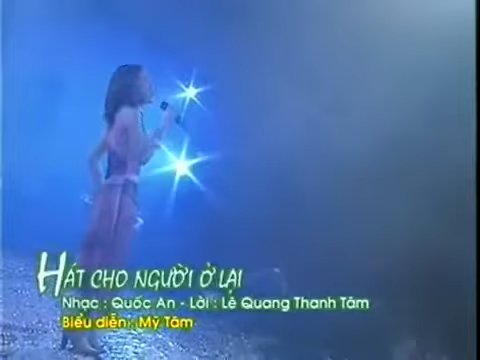 HÁT CHO NGƯỜI Ở LẠI
Nhạc : Quốc An - Lời : Lê Quang Thanh Tâm
Biểu diễn : Mỹ Tâm